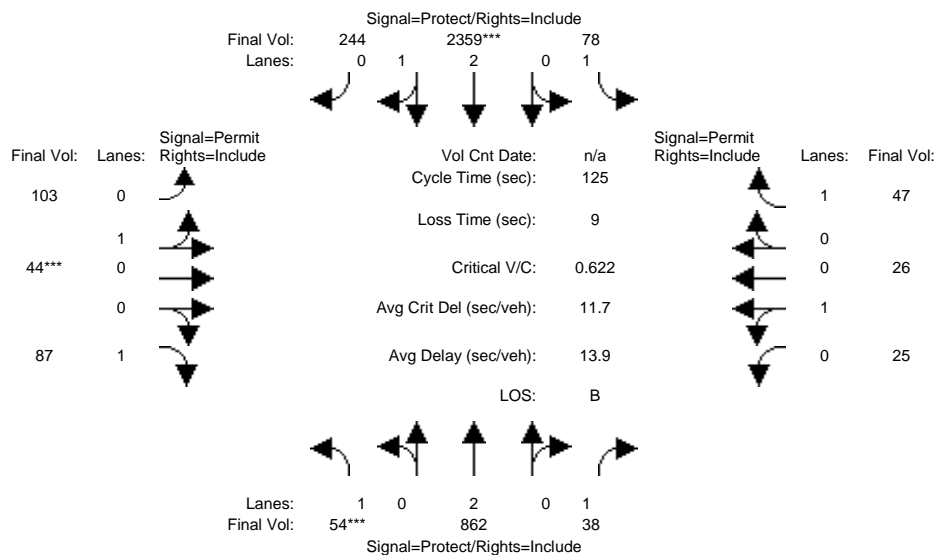 Signal=Protect/Rights=Include
Final Vol: 244 2359*** 78
Lanes: 0 1 2 0 1
Signal=Permit
Final Vol: Lanes: Rights=Include
Vol Cnt Date: n/a
Signal=Permit
Rights=Include Lanes: Final Vol:
Cycle Time (sec): 125
103 0
1 47
Loss Time (sec): 9
1
0
44*** 0
Critical V/C: 0.622
0 26
0
Avg Crit Del (sec/veh): 11.7
1
87 1
Avg Delay (sec/veh): 13.9
0 25
LOS: B
Lanes: 1 0 2 0 1
Final Vol: 54*** 862 38
Signal=Protect/Rights=Include